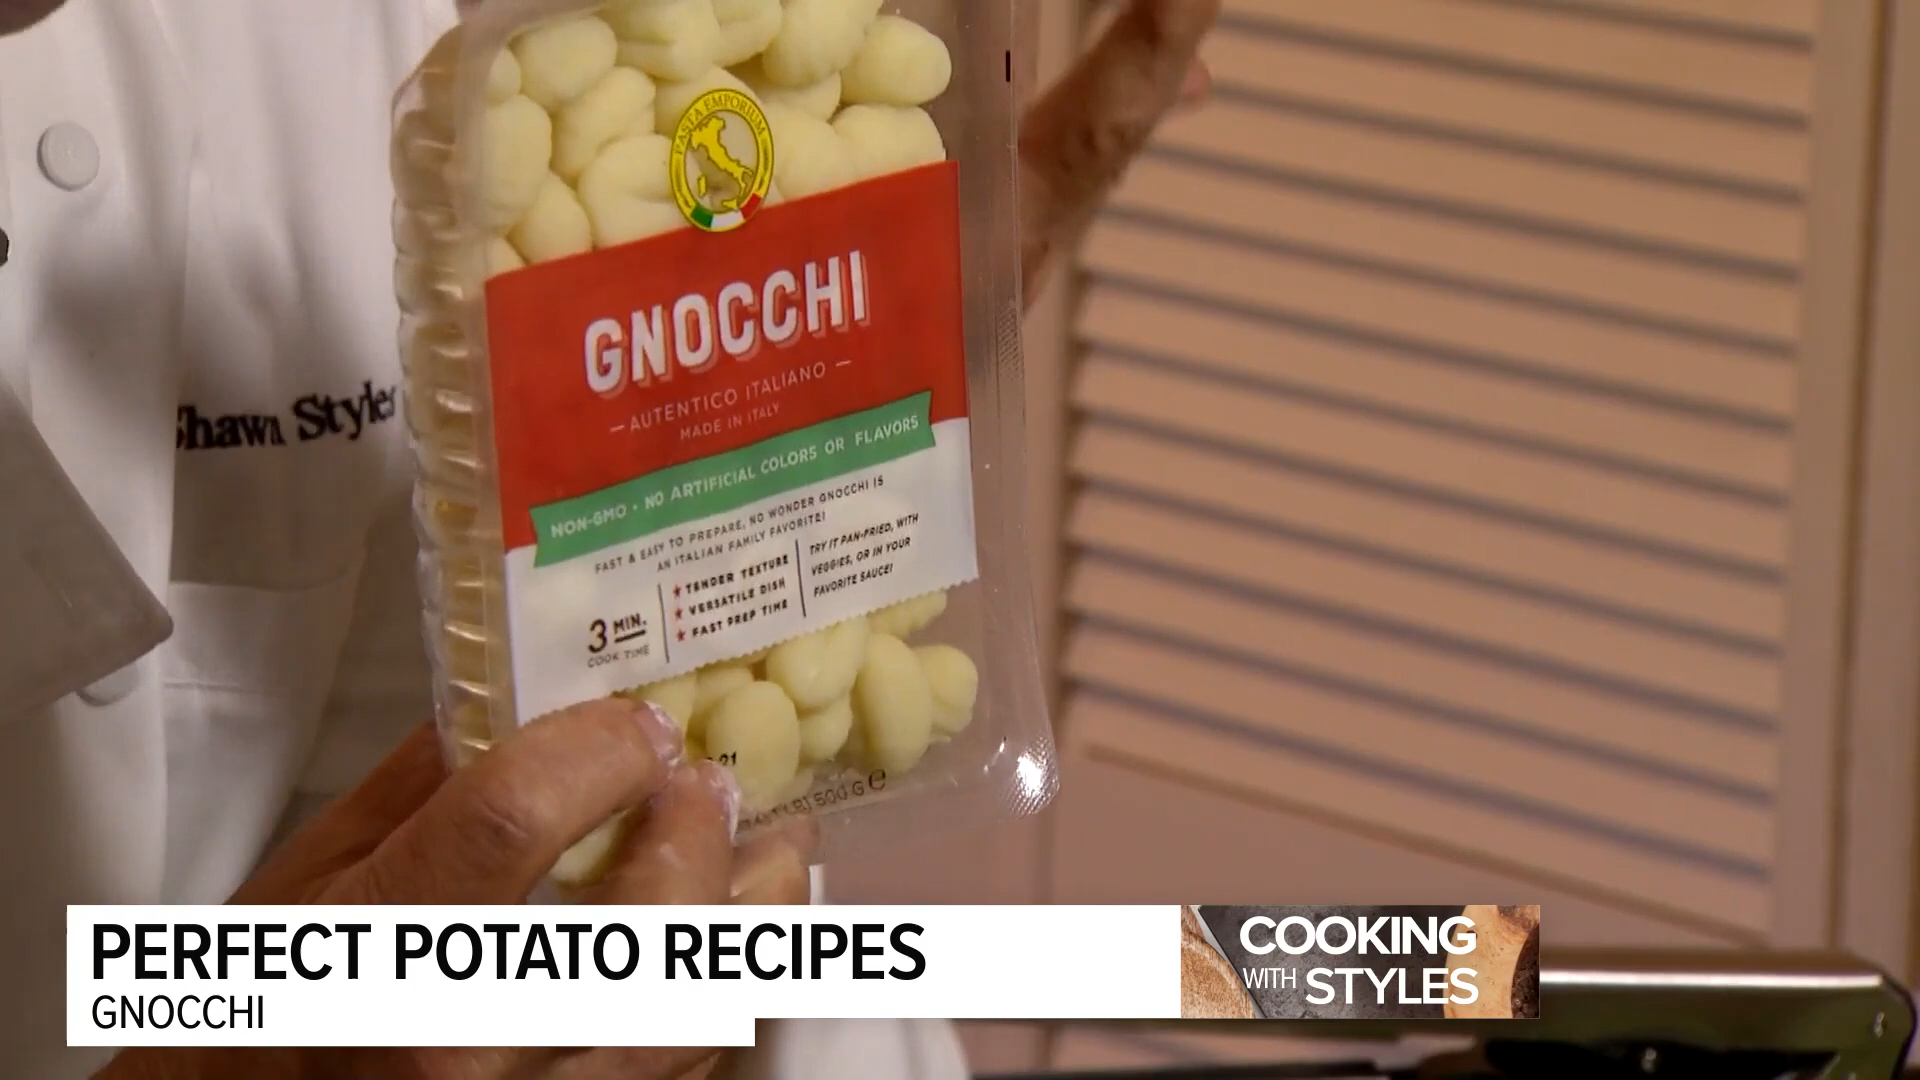 PASTA EMPORIUM
GNOCCHI
— AUTENTICO ITALIANO —
MADE IN ITALY
NON-GMO • NO ARTIFICIAL COLORS OR FLAVORS
FAST & EASY TO PREPARE, NO WONDER GNOCCHI IS
AN ITALIAN FAMILY FAVORITE!
3 MIN.
COOK TIME
★ TENDER TEXTURE
★ VERSATILE DISH
★ FAST PREP TIME
TRY IT PAN-FRIED, WITH
VEGGIES, OR IN YOUR
FAVORITE SAUCE!
21
500 G e
Shawn Styles
PERFECT POTATO RECIPES
GNOCCHI
COOKING
WITH STYLES